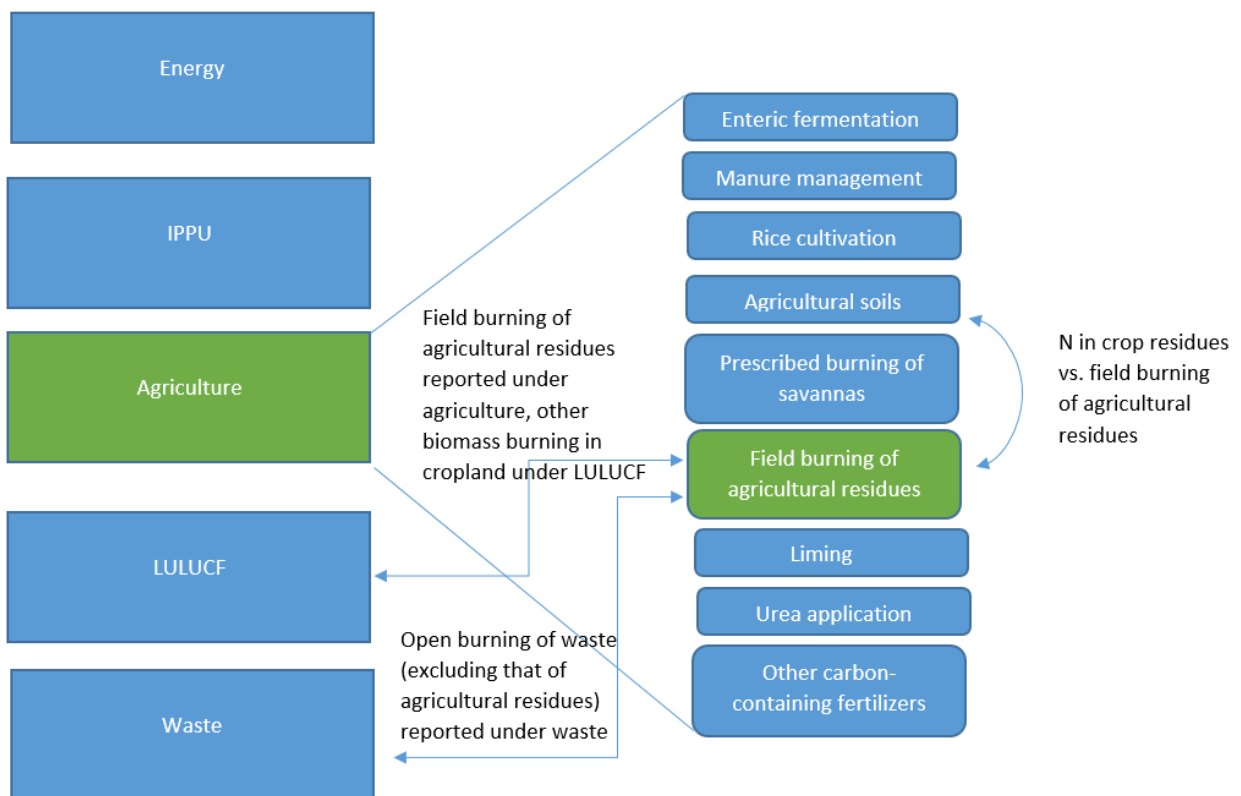 Energy
IPPU
Agriculture
LULUCF
Waste
Field burning of
agricultural residues
reported under
agriculture, other
biomass burning in
cropland under LULUCF
Open burning of waste
(excluding that of
agricultural residues)
reported under waste
Enteric fermentation
Manure management
Rice cultivation
Agricultural soils
Prescribed burning of
savannas
Field burning of
agricultural residues
Liming
Urea application
Other carbon-
containing fertilizers
N in crop residues
vs. field burning
of agricultural
residues